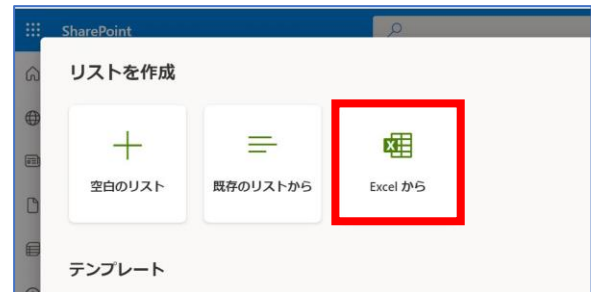 SharePoint
リストを作成
空白のリスト
既存のリストから
Excel から
テンプレート